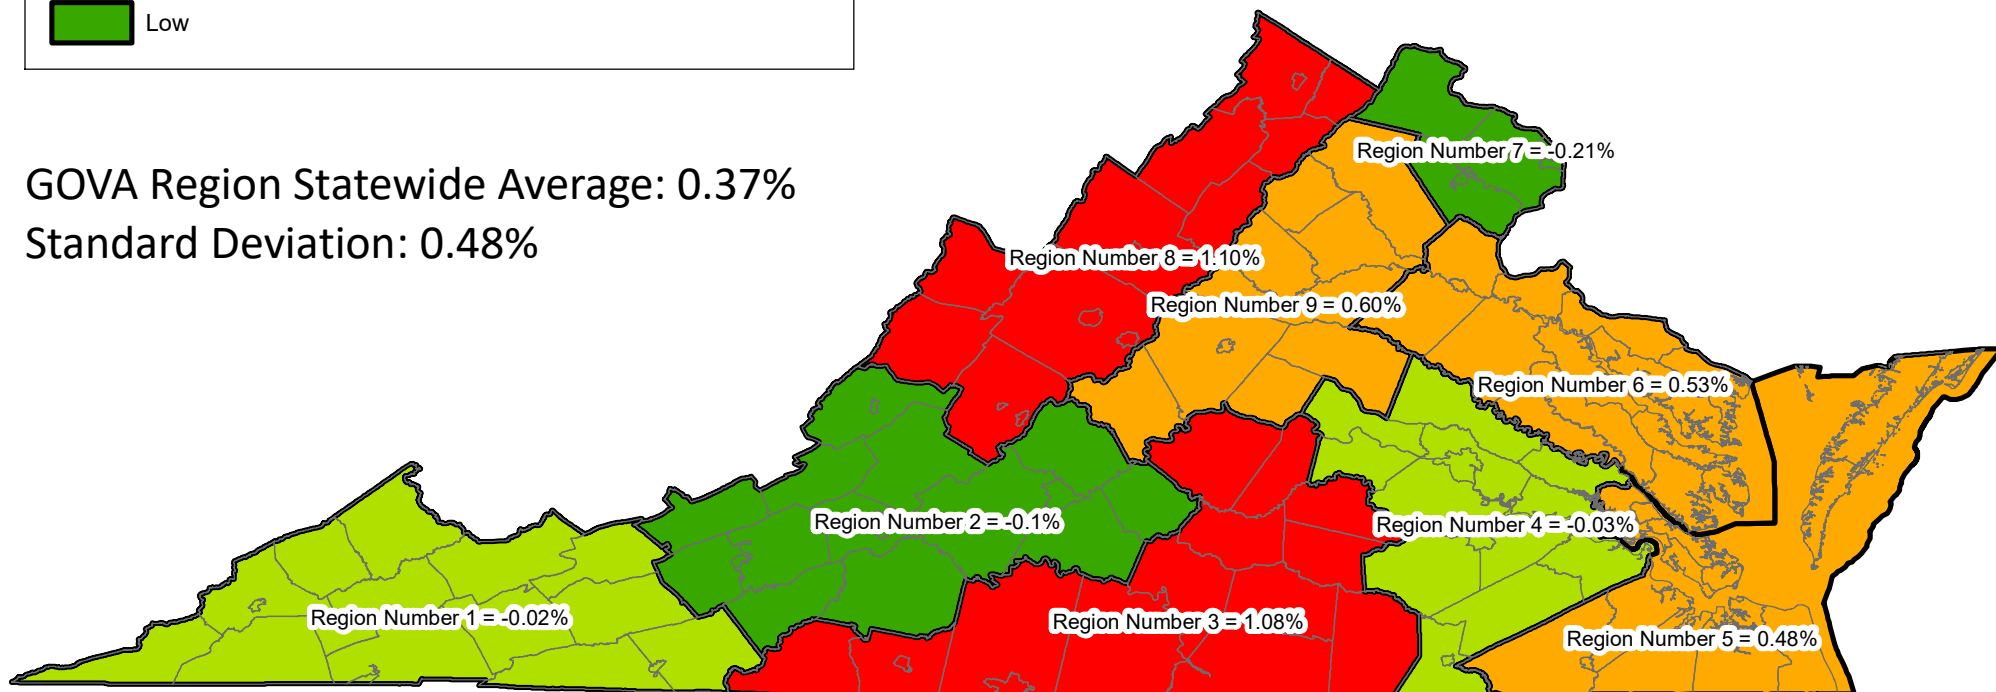 Low
GOVA Region Statewide Average: 0.37%
Standard Deviation: 0.48%
Region Number 7 = -0.21%
Region Number 8 = 1.10%
Region Number 9 = 0.60%
Region Number 6 = 0.53%
Region Number 2 = -0.1%
Region Number 4 = -0.03%
Region Number 1 = -0.02%
Region Number 3 = 1.08%
Region Number 5 = 0.48%